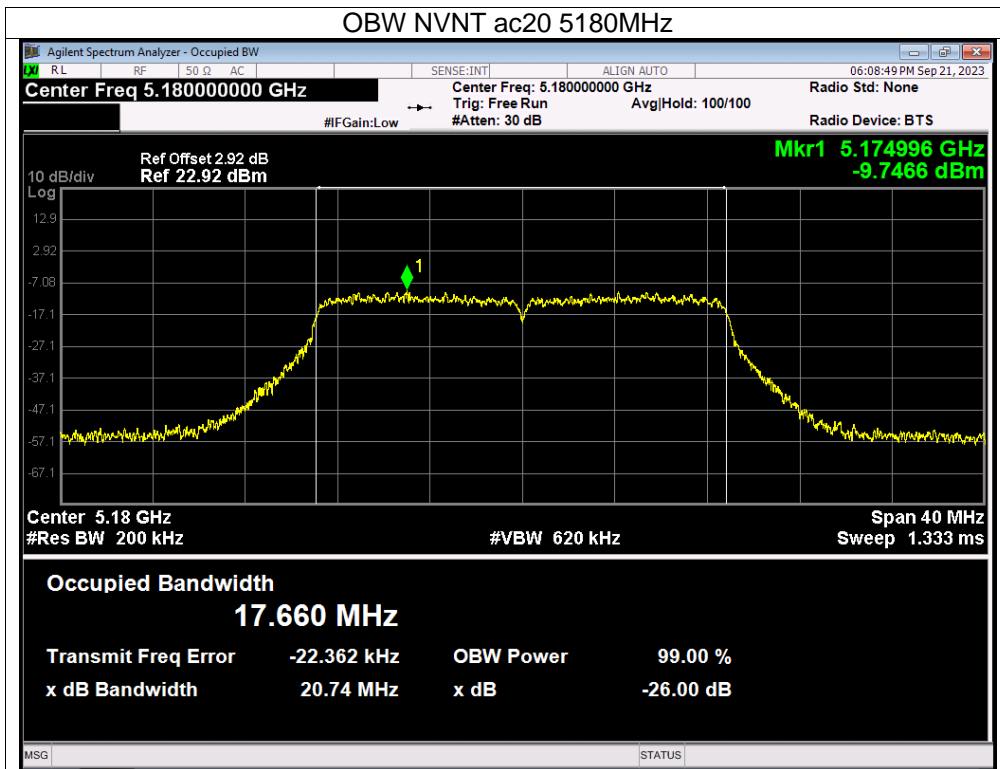 OBW NVNT ac20 5180MHz
Agilent Spectrum Analyzer - Occupied BW
LXI RL RF 50 Ω AC SENSE:INT ALIGN AUTO 06:08:49 PM Sep 21, 2023
Center Freq 5.180000000 GHz Center Freq: 5.180000000 GHz Radio Std: None
Trig: Free Run Avg|Hold: 100/100
#IFGain:Low #Atten: 30 dB Radio Device: BTS
Mkr1 5.174996 GHz
-9.7466 dBm
Ref Offset 2.92 dB
10 dB/div Ref 22.92 dBm
Log
12.9
2.92
1
-7.08
-17.1
-27.1
-37.1
-47.1
-57.1
-67.1
Center 5.18 GHz Span 40 MHz
#Res BW 200 kHz #VBW 620 kHz Sweep 1.333 ms
Occupied Bandwidth
17.660 MHz
Transmit Freq Error -22.362 kHz OBW Power 99.00 %
x dB Bandwidth 20.74 MHz x dB -26.00 dB
MSG STATUS